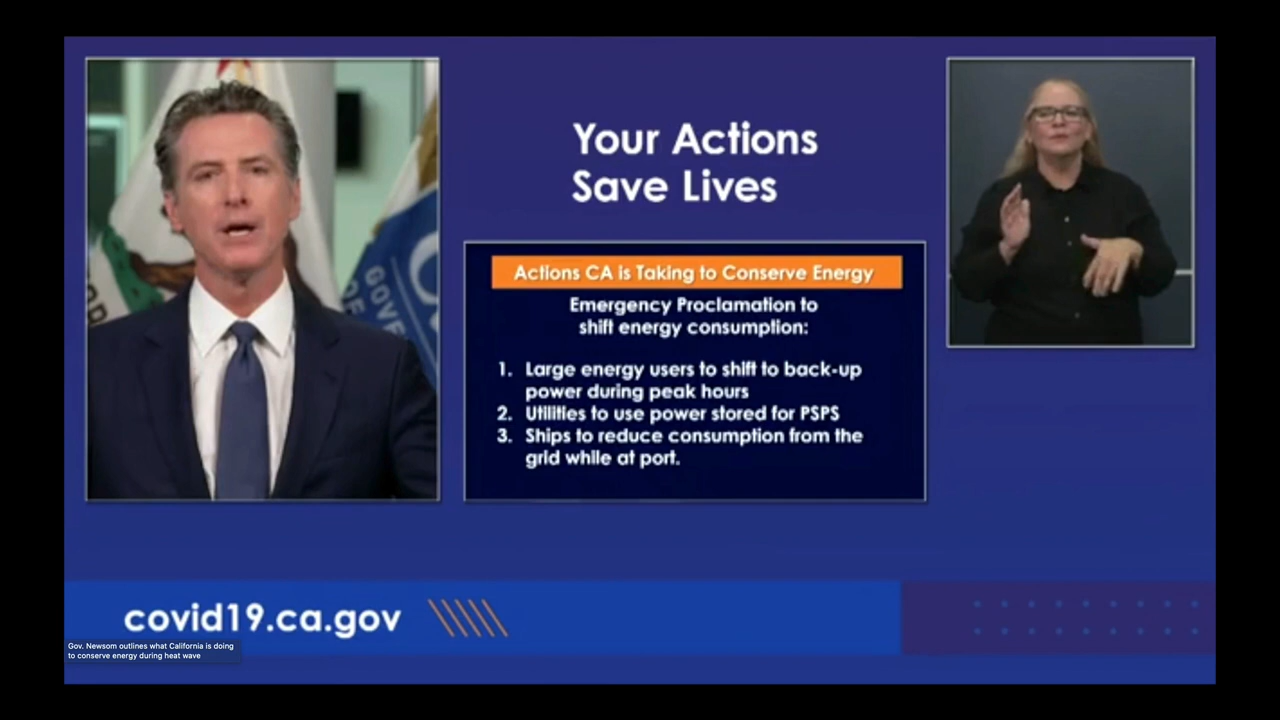 Your Actions
Save Lives
Actions CA is Taking to Conserve Energy
Emergency Proclamation to
shift energy consumption:
1. Large energy users to shift to back-up
power during peak hours
2. Utilities to use power stored for PSPS
3. Ships to reduce consumption from the
grid while at port.
GOVE
covid19.ca.gov
Gov. Newsom outlines what California is doing
to conserve energy during heat wave